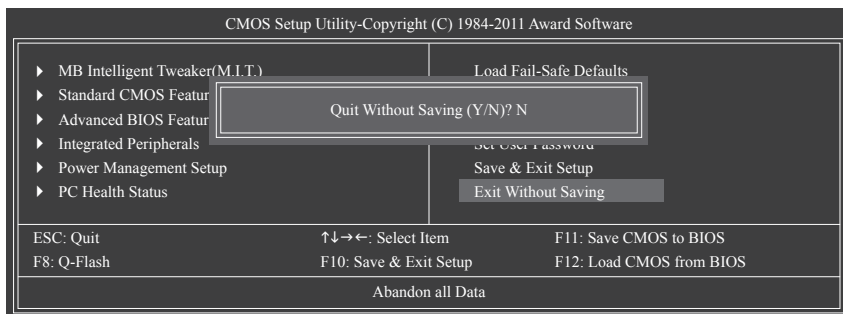 CMOS Setup Utility-Copyright (C) 1984-2011 Award Software
MB Intelligent Tweaker(M.I.T.)
Standard CMOS Featur
Advanced BIOS Featur
Integrated Peripherals
Power Management Setup
PC Health Status
Load Fail-Safe Defaults
Quit Without Saving (Y/N)? N
Set User Password
Save & Exit Setup
Exit Without Saving
ESC: Quit
↑↓→←: Select Item
F11: Save CMOS to BIOS
F8: Q-Flash
F10: Save & Exit Setup
F12: Load CMOS from BIOS
Abandon all Data